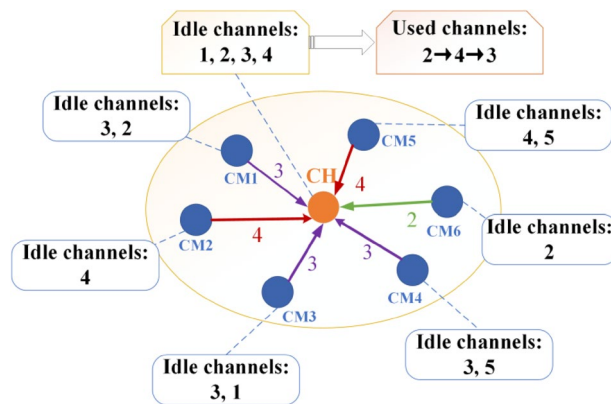 Idle channels:
1, 2, 3, 4
Used channels:
2→4→3
Idle channels:
3, 2
Idle channels:
4, 5
CM5
CM1
3
CH
4
CM2
4
2
CM6
Idle channels:
4
Idle channels:
2
3
3
CM3
CM4
Idle channels:
3, 1
Idle channels:
3, 5